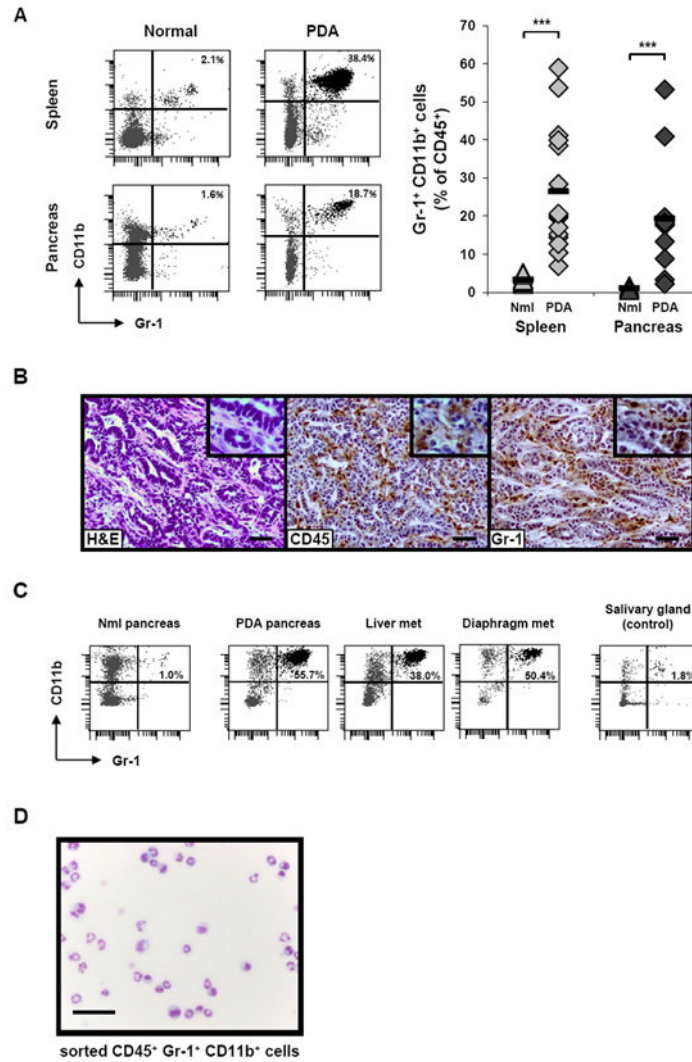 A
Normal
PDA
Spleen
2.1%
38.4%
Pancreas
1.6%
18.7%
CD11b
Gr-1
Gr-1⁺ CD11b⁺ cells
(% of CD45⁺)
70
60
50
40
30
20
10
0
***
***
Nml PDA Nml PDA
Spleen Pancreas
B
H&E
CD45
Gr-1
C
Nml pancreas
PDA pancreas
Liver met
Diaphragm met
Salivary gland
(control)
CD11b
1.0%
55.7%
38.0%
50.4%
1.8%
Gr-1
D
sorted CD45⁺ Gr-1⁺ CD11b⁺ cells